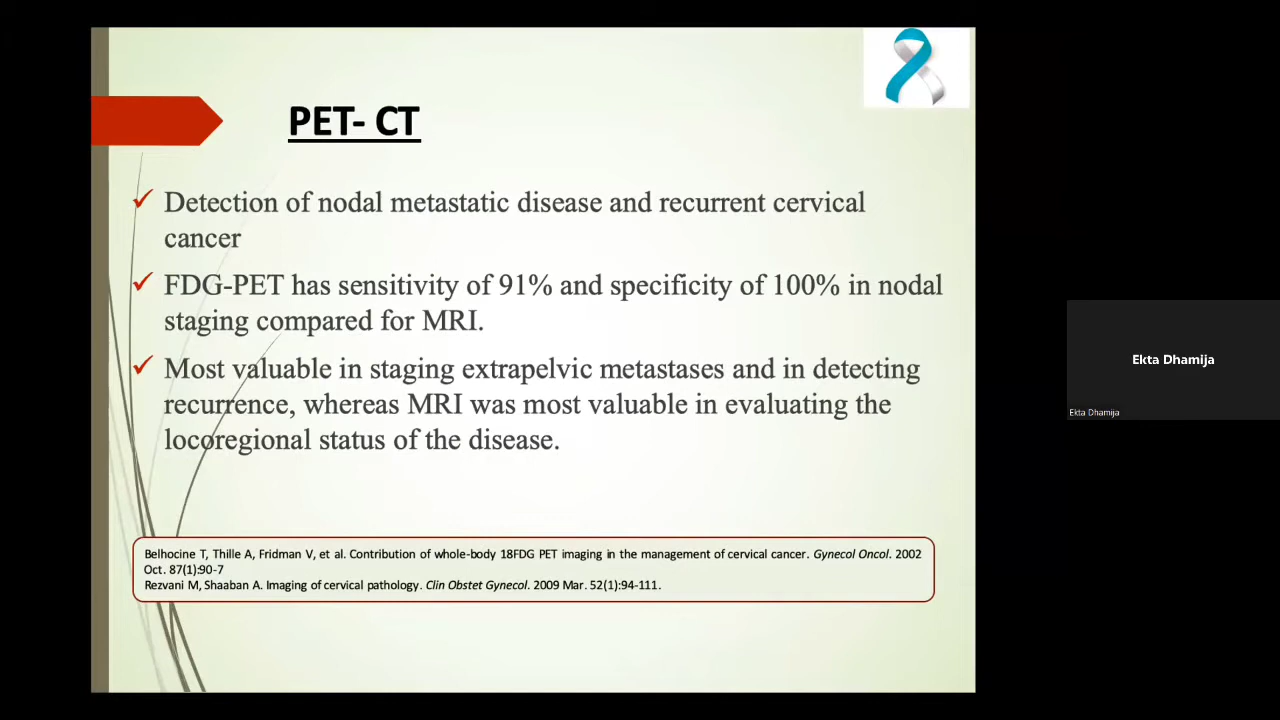 PET- CT
Detection of nodal metastatic disease and recurrent cervical
cancer
FDG-PET has sensitivity of 91% and specificity of 100% in nodal
staging compared for MRI.
Most valuable in staging extrapelvic metastases and in detecting
recurrence, whereas MRI was most valuable in evaluating the
locoregional status of the disease.
Belhocine T, Thille A, Fridman V, et al. Contribution of whole-body 18FDG PET imaging in the management of cervical cancer. Gynecol Oncol. 2002
Oct. 87(1):90-7
Rezvani M, Shaaban A. Imaging of cervical pathology. Clin Obstet Gynecol. 2009 Mar. 52(1):94-111.
Ekta Dhamija
Ekta Dhamija